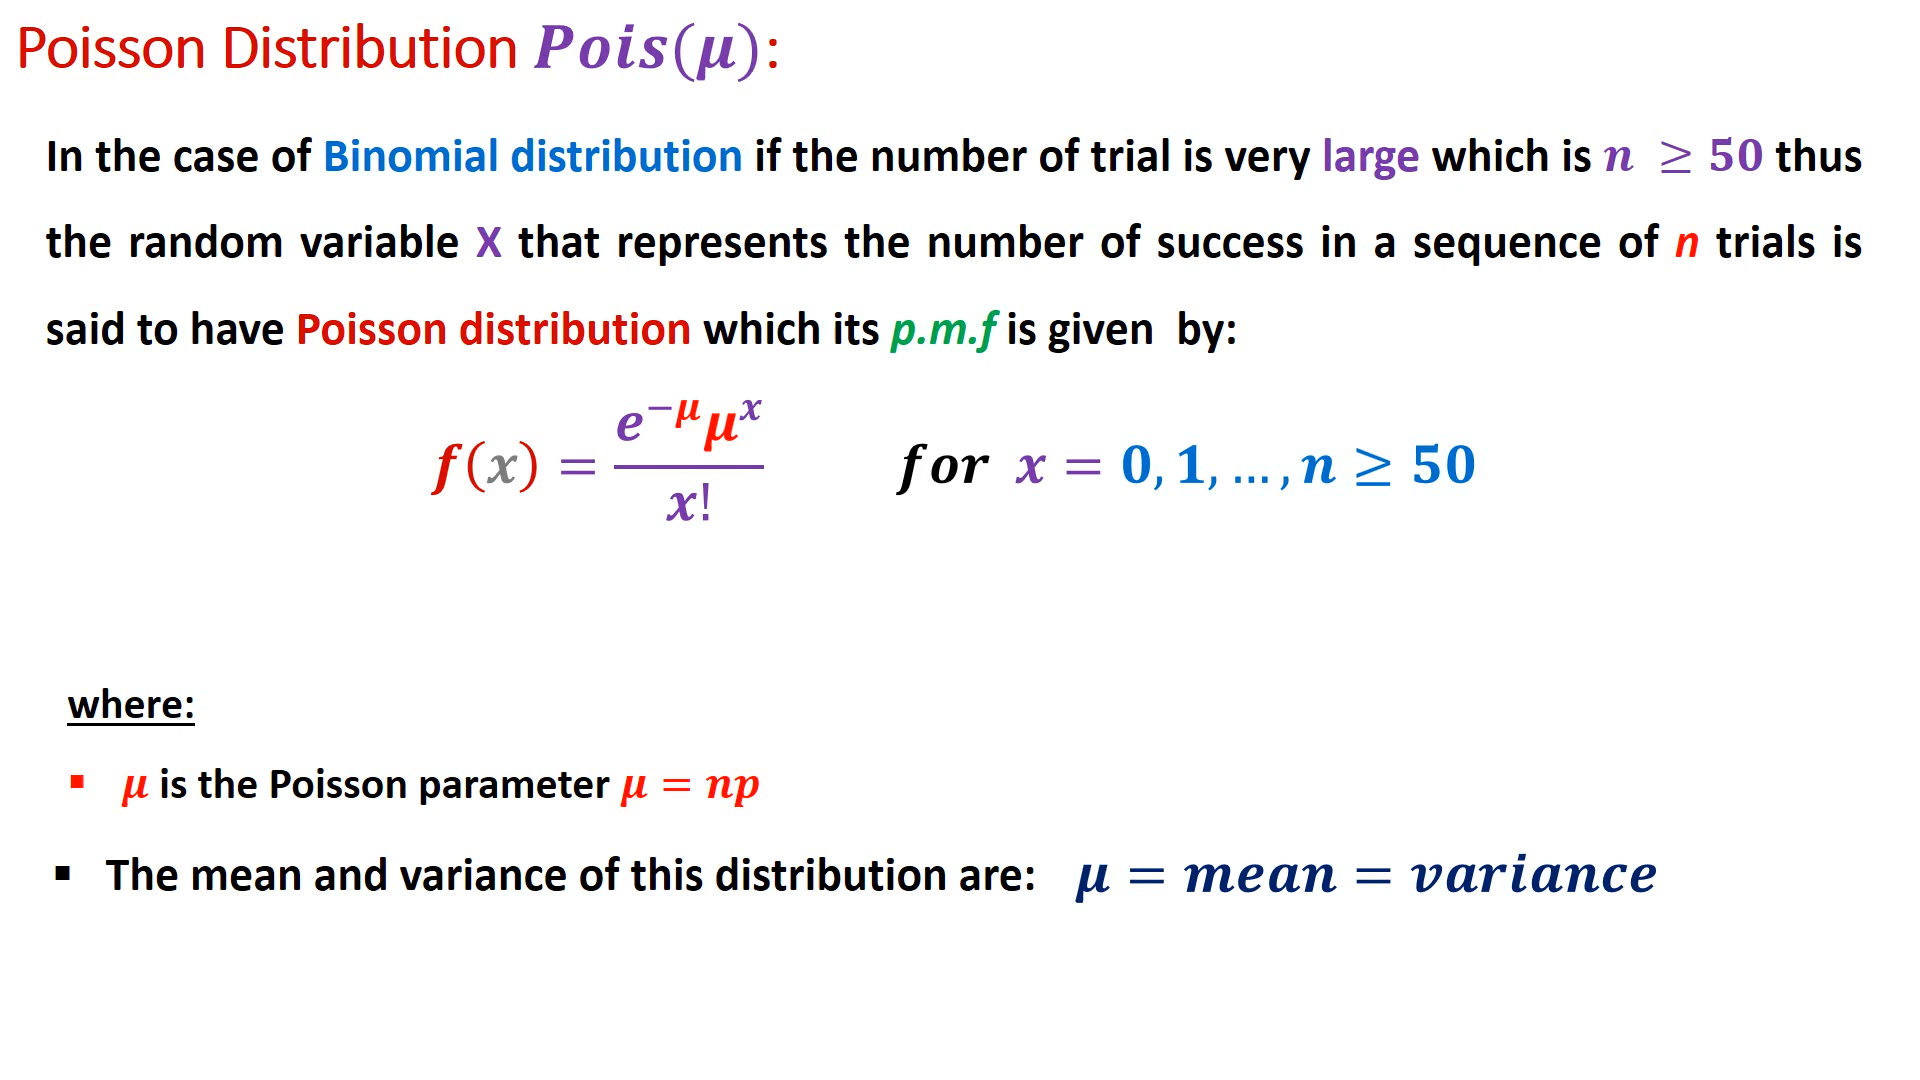 Poisson Distribution Pois(μ):
In the case of Binomial distribution if the number of trial is very large which is n ≥ 50 thus
the random variable X that represents the number of success in a sequence of n trials is
said to have Poisson distribution which its p.m.f is given by:
f(x) = e^{-μ} μ^x / x! for x = 0, 1, … , n ≥ 50
where:
▪ μ is the Poisson parameter μ = np
▪ The mean and variance of this distribution are: μ = mean = variance